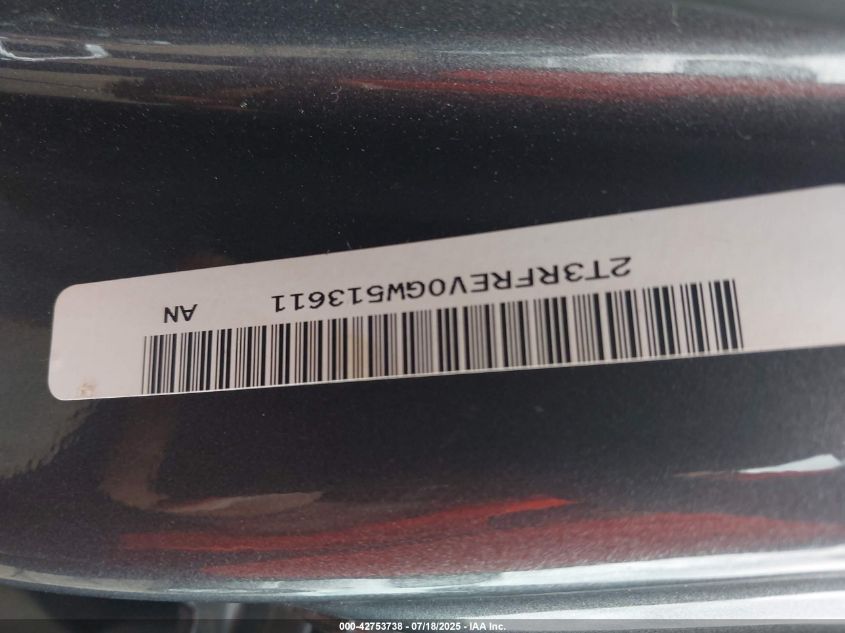 2T3RFREV0GW513611 AN
000-42753738 - 07/18/2025 - IAA Inc.